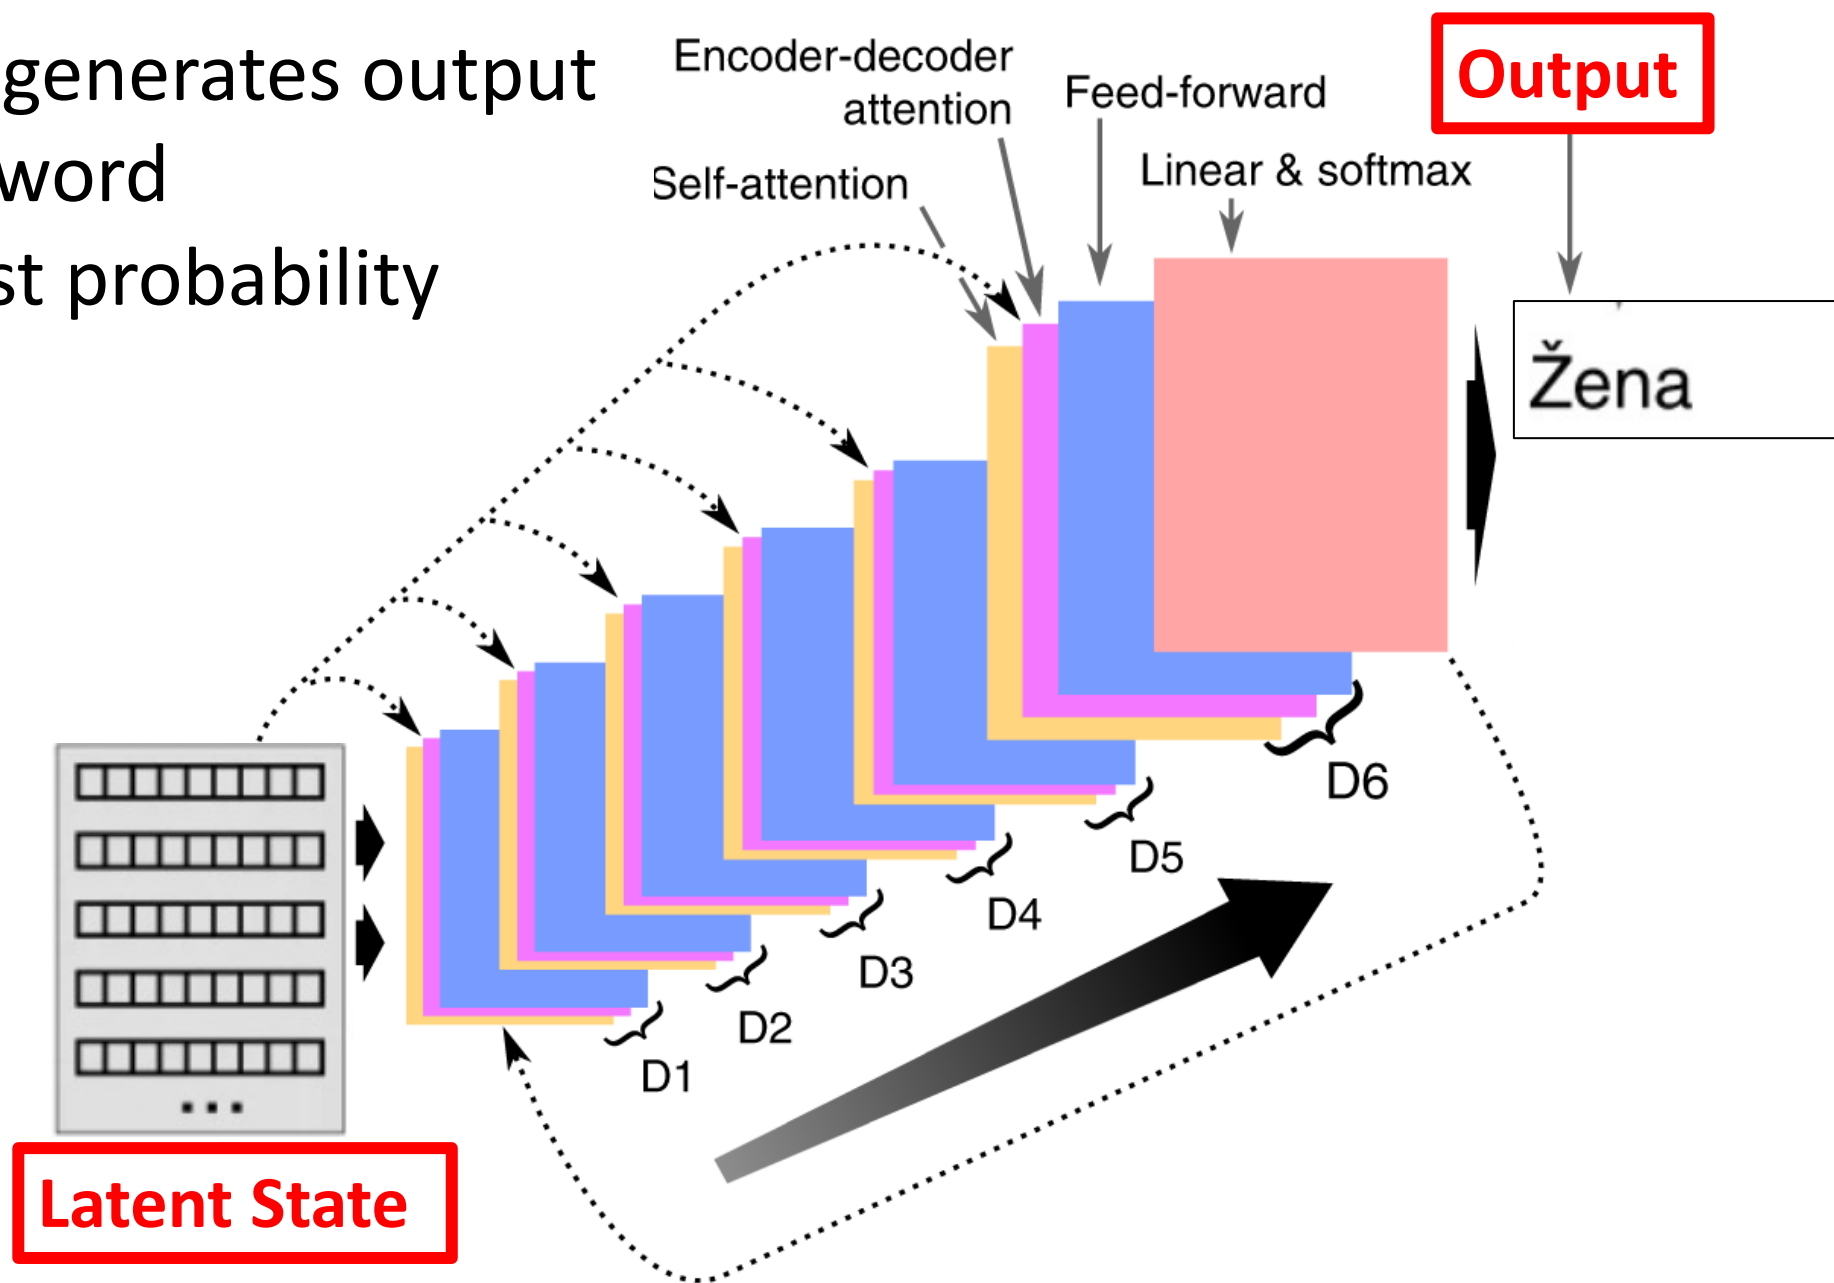 generates output
word
st probability
Encoder-decoder
attention
Feed-forward
Self-attention
Linear & softmax
Output
Žena
D6
D5
D4
D3
D2
D1
Latent State